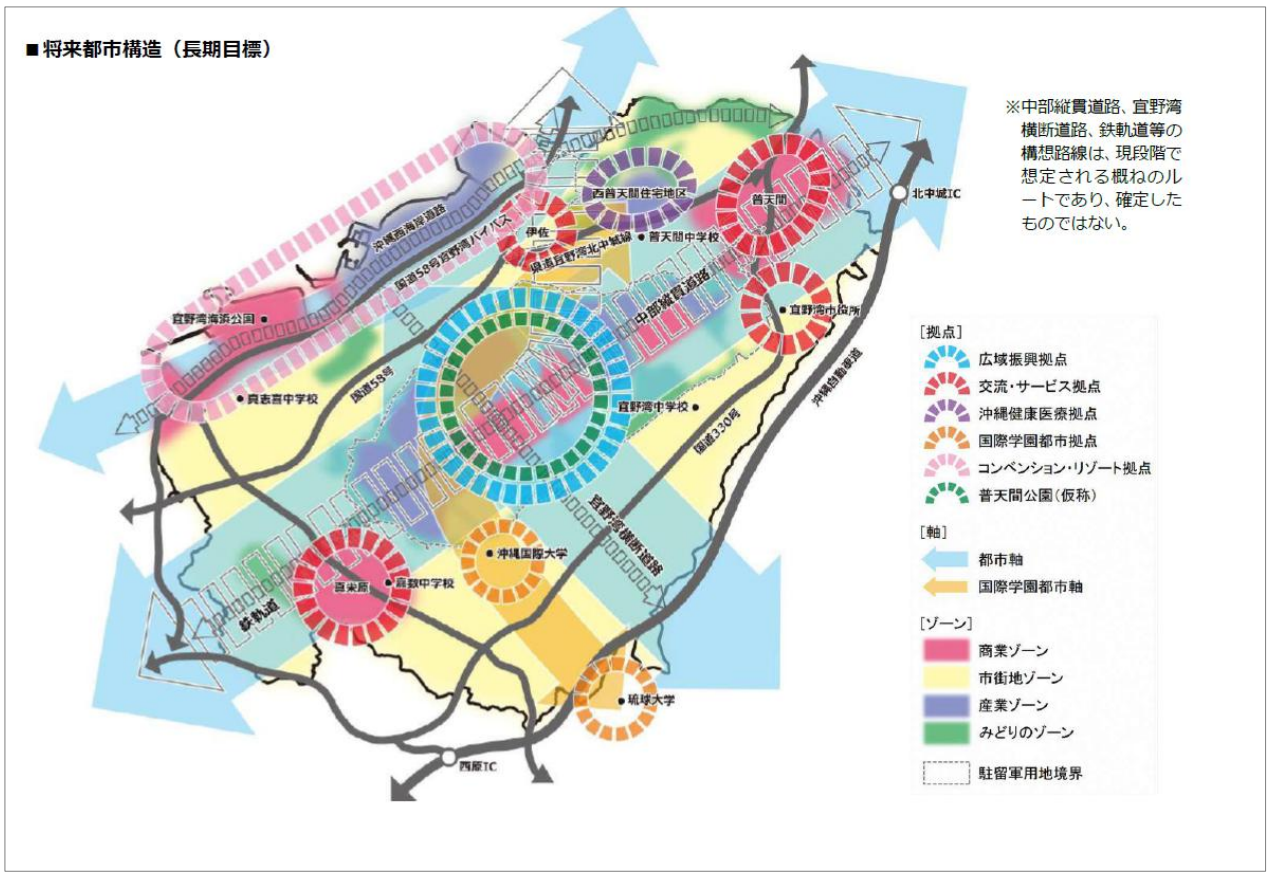 ■将来都市構造（長期目標）
※中部縦貫道路、宜野湾
横断道路、鉄軌道等の
構想路線は、現段階で
想定される概ねのル
ートであり、確定した
ものではない。
西普天間住宅地区
普天間
北中城IC
沖縄西海岸道路
伊佐
国道58号宜野湾バイパス
県道宜野湾北中城線
普天間中学校
中部縦貫道路
宜野湾市役所
宜野湾海浜公園
国道58号
真志喜中学校
宜野湾中学校
国道330号
沖縄自動車道
宜野湾横断道路
沖縄国際大学
真栄原
嘉数中学校
鉄軌道
琉球大学
西原IC
[拠点]
広域振興拠点
交流・サービス拠点
沖縄健康医療拠点
国際学園都市拠点
コンベンション・リゾート拠点
普天間公園（仮称）
[軸]
都市軸
国際学園都市軸
[ゾーン]
商業ゾーン
市街地ゾーン
産業ゾーン
みどりのゾーン
駐留軍用地境界